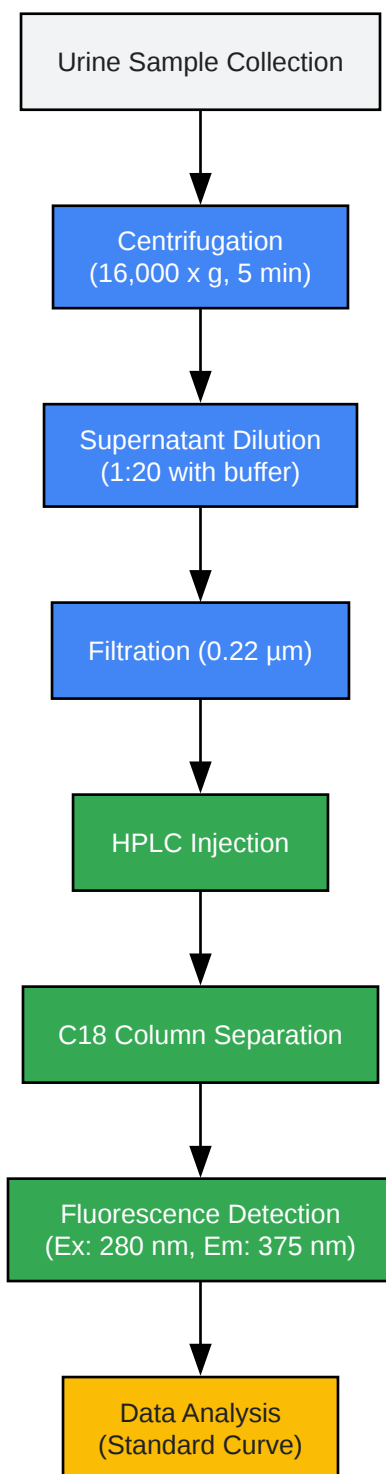 Urine Sample Collection
Centrifugation
(16,000 x g, 5 min)
Supernatant Dilution
(1:20 with buffer)
Filtration (0.22 µm)
HPLC Injection
C18 Column Separation
Fluorescence Detection
(Ex: 280 nm, Em: 375 nm)
Data Analysis
(Standard Curve)